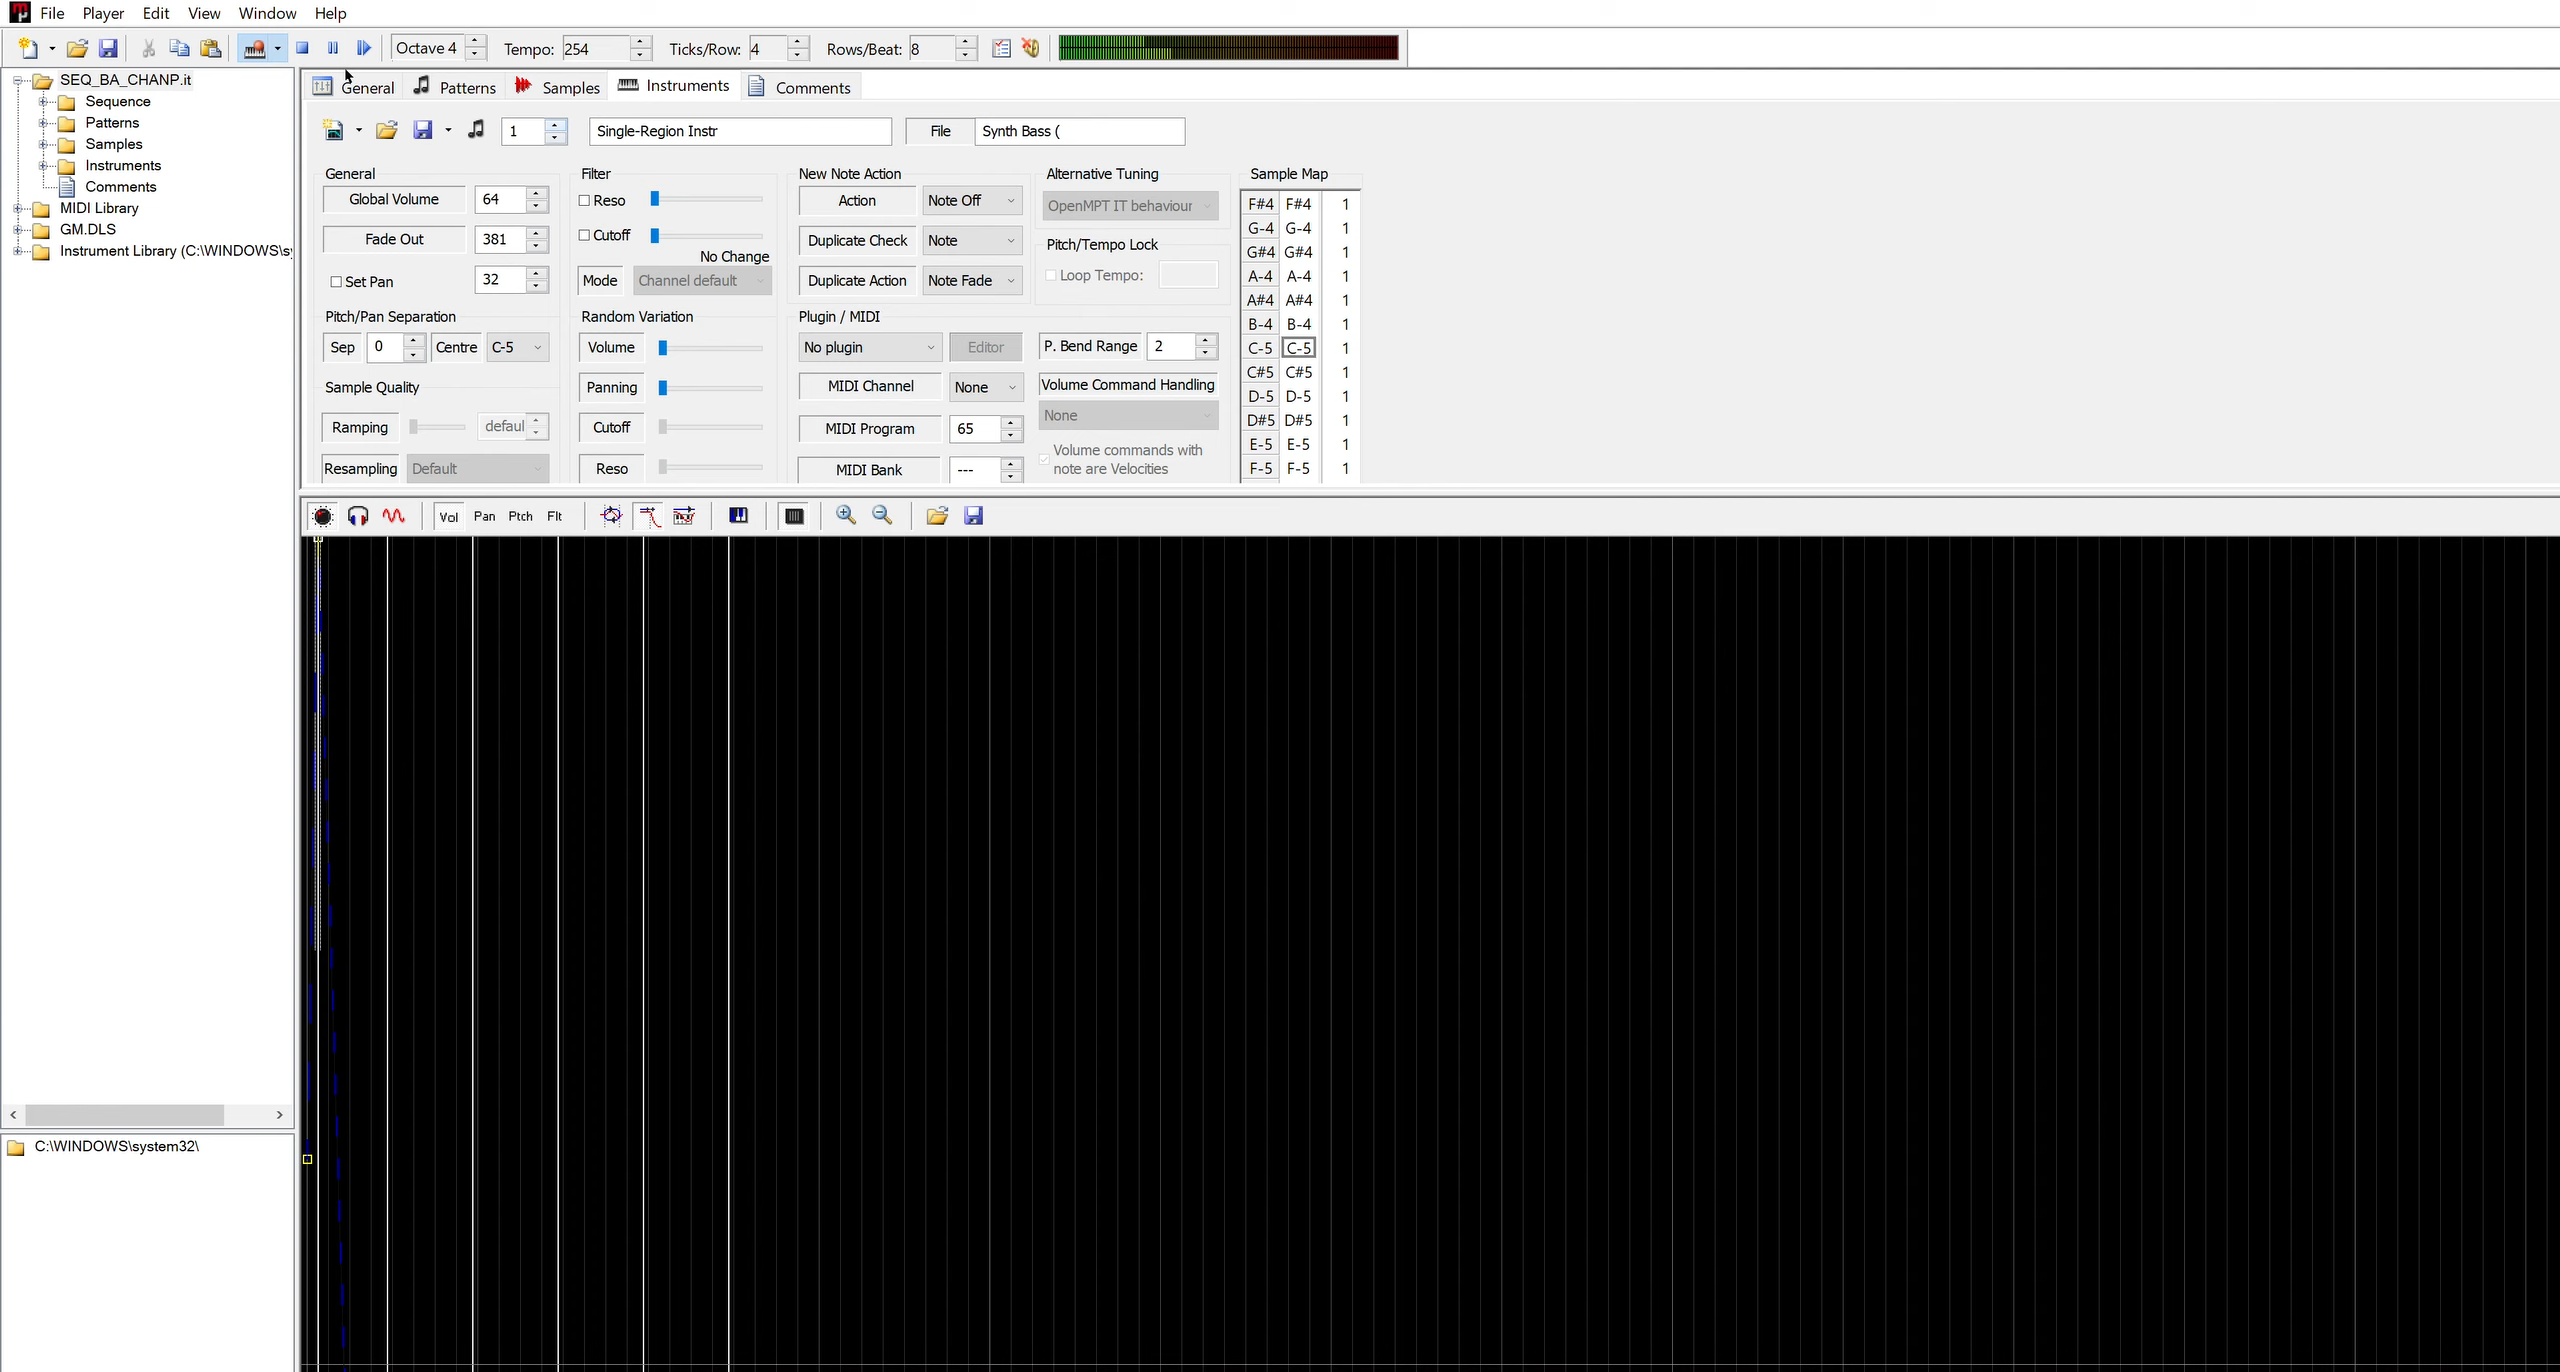 File Player Edit View Window Help
Octave 4 Tempo: 254 Ticks/Row: 4 Rows/Beat: 8
SEQ_BA_CHANP.it
Sequence
Patterns
Samples
Instruments
Comments
MIDI Library
GM.DLS
Instrument Library (C:\WINDOWS\sy
C:\WINDOWS\system32\
General Patterns Samples Instruments Comments
1 Single-Region Instr File Synth Bass (
General
Global Volume 64
Fade Out 381
Set Pan 32
Pitch/Pan Separation
Sep 0 Centre C-5
Sample Quality
Ramping defaul
Resampling Default
Filter
Reso
Cutoff
No Change
Mode Channel default
Random Variation
Volume
Panning
Cutoff
Reso
New Note Action
Action Note Off
Duplicate Check Note
Duplicate Action Note Fade
Plugin / MIDI
No plugin Editor
MIDI Channel None
MIDI Program 65
MIDI Bank ---
Alternative Tuning
OpenMPT IT behaviour
Pitch/Tempo Lock
Loop Tempo:
P. Bend Range 2
Volume Command Handling
None
Volume commands with
note are Velocities
Sample Map
F#4 F#4 1
G-4 G-4 1
G#4 G#4 1
A-4 A-4 1
A#4 A#4 1
B-4 B-4 1
C-5 C-5 1
C#5 C#5 1
D-5 D-5 1
D#5 D#5 1
E-5 E-5 1
F-5 F-5 1
Vol Pan Ptch Flt